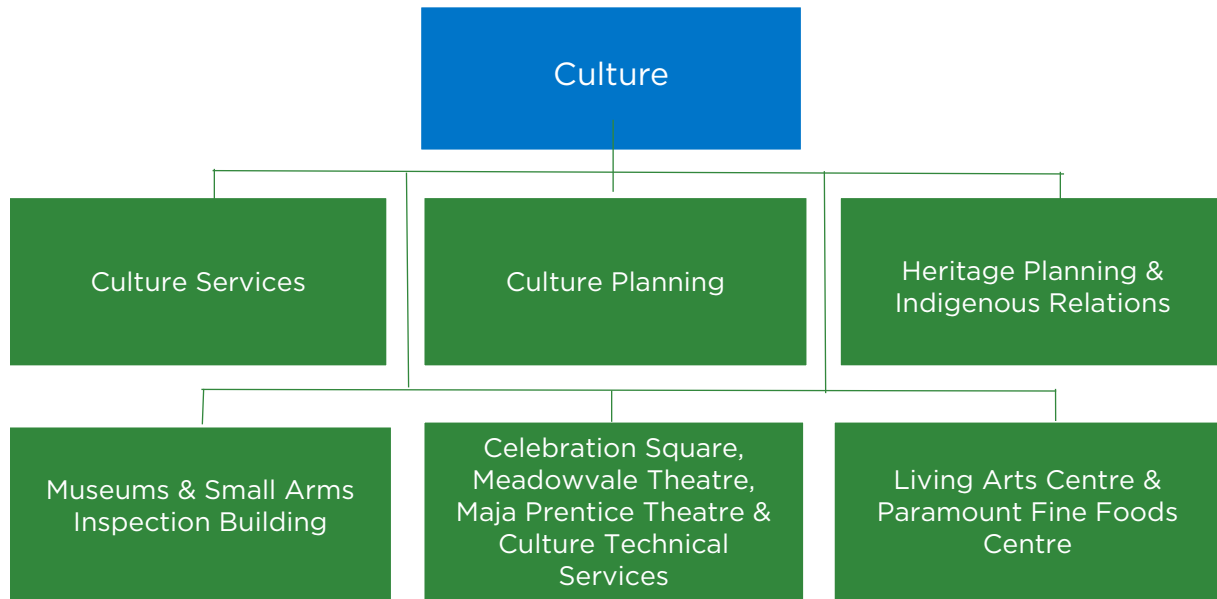 Culture
Culture Services
Culture Planning
Heritage Planning &
Indigenous Relations
Museums & Small Arms
Inspection Building
Celebration Square,
Meadowvale Theatre,
Maja Prentice Theatre &
Culture Technical
Services
Living Arts Centre &
Paramount Fine Foods
Centre